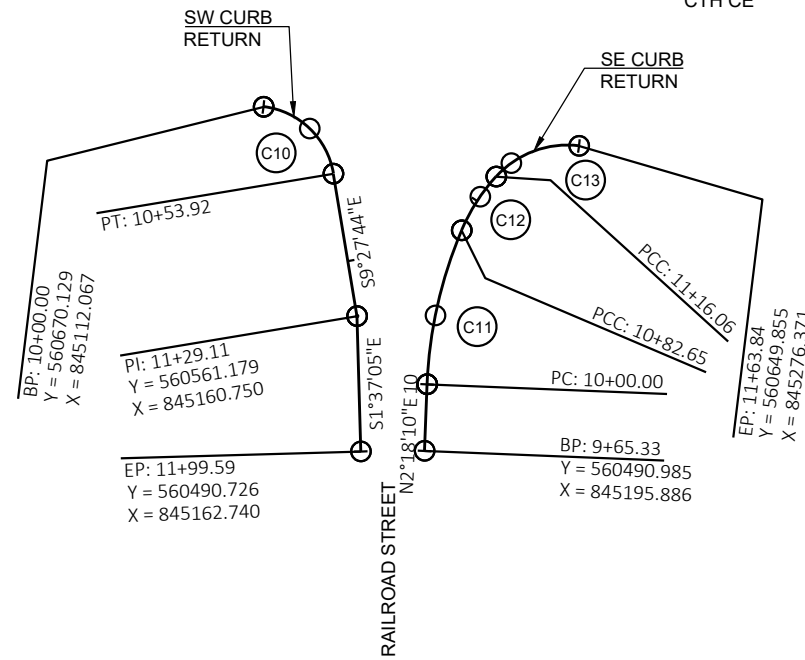 CTH CE
SW CURB
RETURN
SE CURB
RETURN
C10
C13
C12
C11
PT: 10+53.92
S9°27'44"E
BP: 10+00.00
Y = 560670.129
X = 845112.067
PI: 11+29.11
Y = 560561.179
X = 845160.750
S1°37'05"E
EP: 11+99.59
Y = 560490.726
X = 845162.740
PCC: 11+16.06
PCC: 10+82.65
EP: 11+63.84
Y = 560649.855
X = 845276.371
PC: 10+00.00
N2°18'10"E 10
BP: 9+65.33
Y = 560490.985
X = 845195.886
RAILROAD STREET